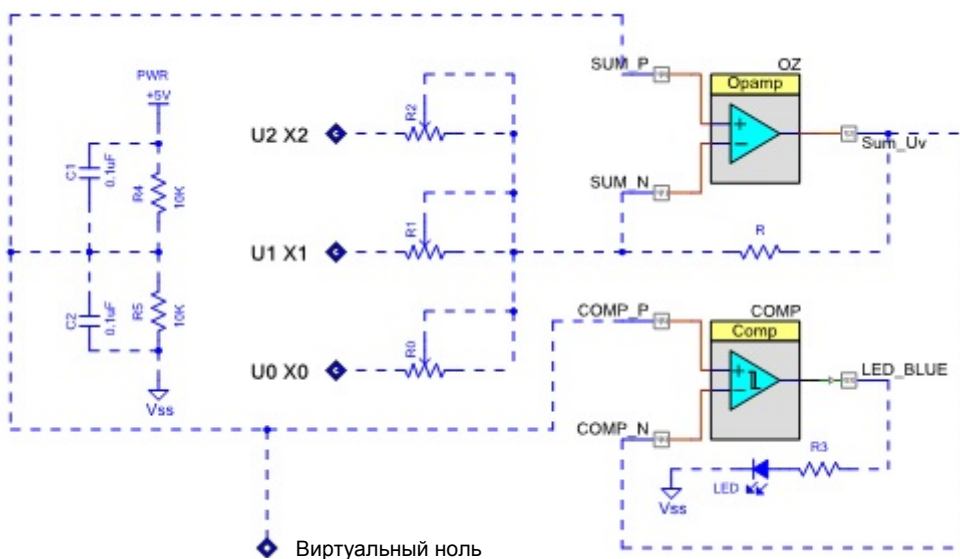 PWR
+5V
C1
0.1uF
R4
10K
C2
0.1uF
R5
10K
Vss
U2 X2
R2
U1 X1
R1
U0 X0
R0
SUM_P
SUM_N
OZ
Opamp
Sum_Uv
R
COMP_P
COMP_N
COMP
Comp
LED_BLUE
R3
LED
Vss
Виртуальный ноль